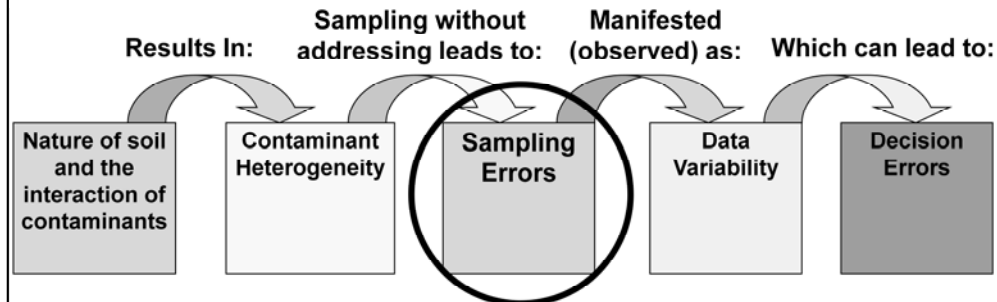 Results In:
Sampling without
addressing leads to:
Manifested
(observed) as:
Which can lead to:
Nature of soil
and the
interaction of
contaminants
Contaminant
Heterogeneity
Sampling
Errors
Data
Variability
Decision
Errors